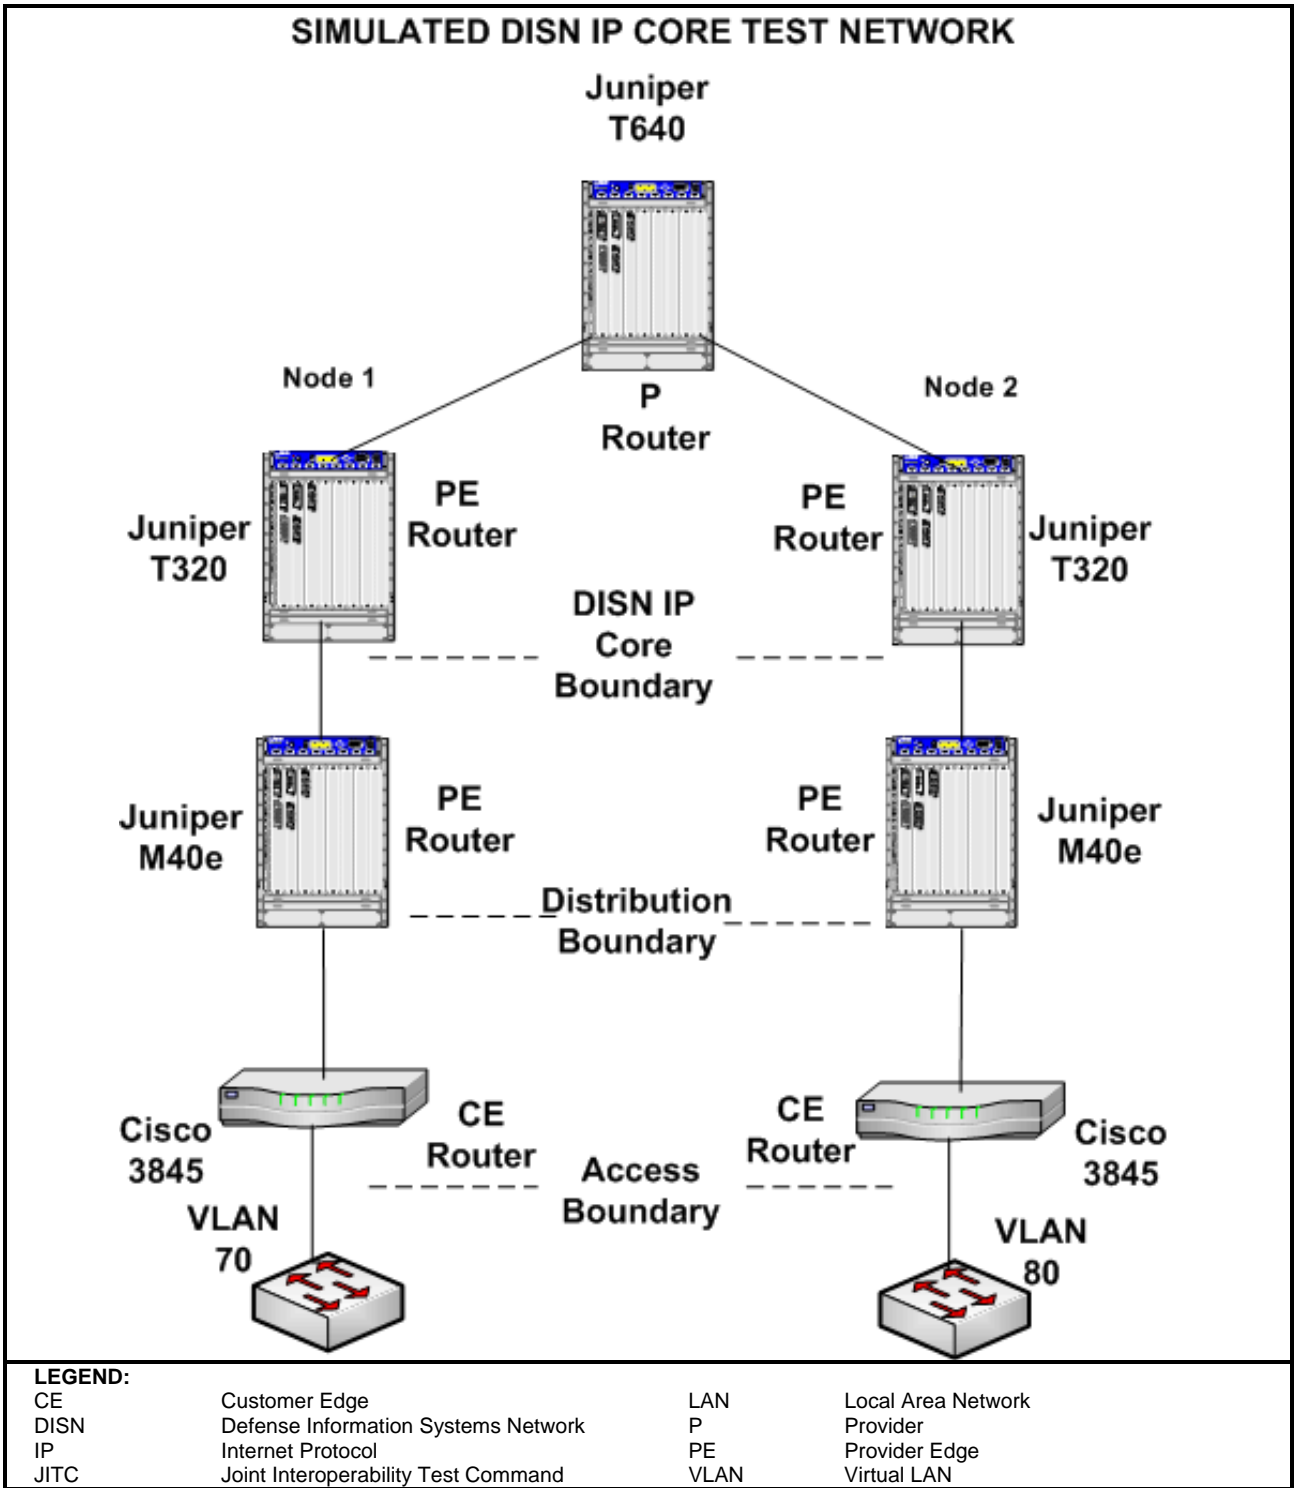 SIMULATED DISN IP CORE TEST NETWORK
Juniper
T640
Node 1
Node 2
P
Router
Juniper
T320
PE
Router
PE
Router
Juniper
T320
DISN IP
Core
Boundary
Juniper
M40e
PE
Router
PE
Router
Juniper
M40e
Distribution
Boundary
Cisco
3845
CE
Router
CE
Router
Cisco
3845
Access
Boundary
VLAN
70
VLAN
80
LEGEND:
CE Customer Edge LAN Local Area Network
DISN Defense Information Systems Network P Provider
IP Internet Protocol PE Provider Edge
JITC Joint Interoperability Test Command VLAN Virtual LAN